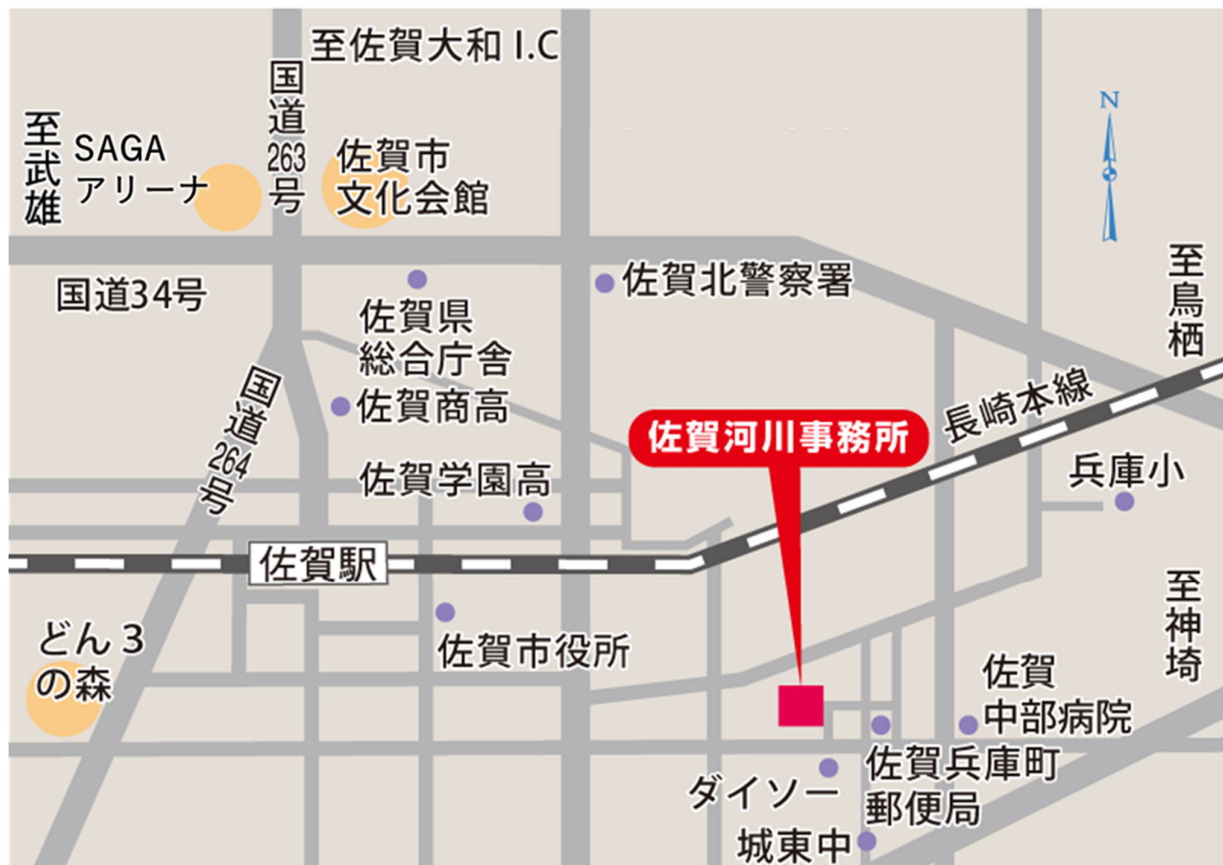 至佐賀大和 I.C
国道263号
至武雄
SAGA
アリーナ
佐賀市
文化会館
N
国道34号
佐賀県
総合庁舎
佐賀北警察署
至鳥栖
佐賀商高
国道264号
佐賀河川事務所
長崎本線
佐賀学園高
兵庫小
佐賀駅
至神埼
どん3
の森
佐賀市役所
佐賀
中部病院
ダイソー
佐賀兵庫町
郵便局
城東中